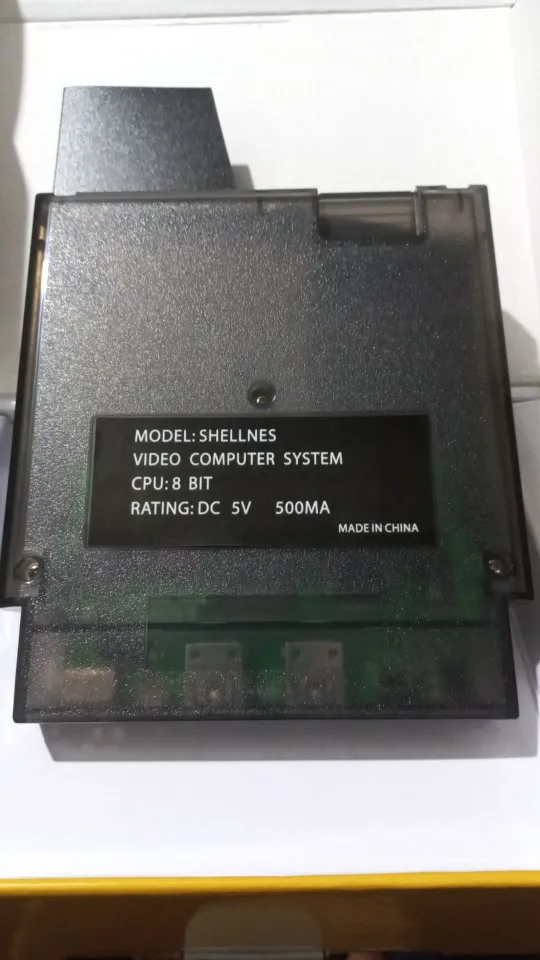 MODEL: SHELLNES
VIDEO COMPUTER SYSTEM
CPU: 8 BIT
RATING: DC 5V 500MA
MADE IN CHINA